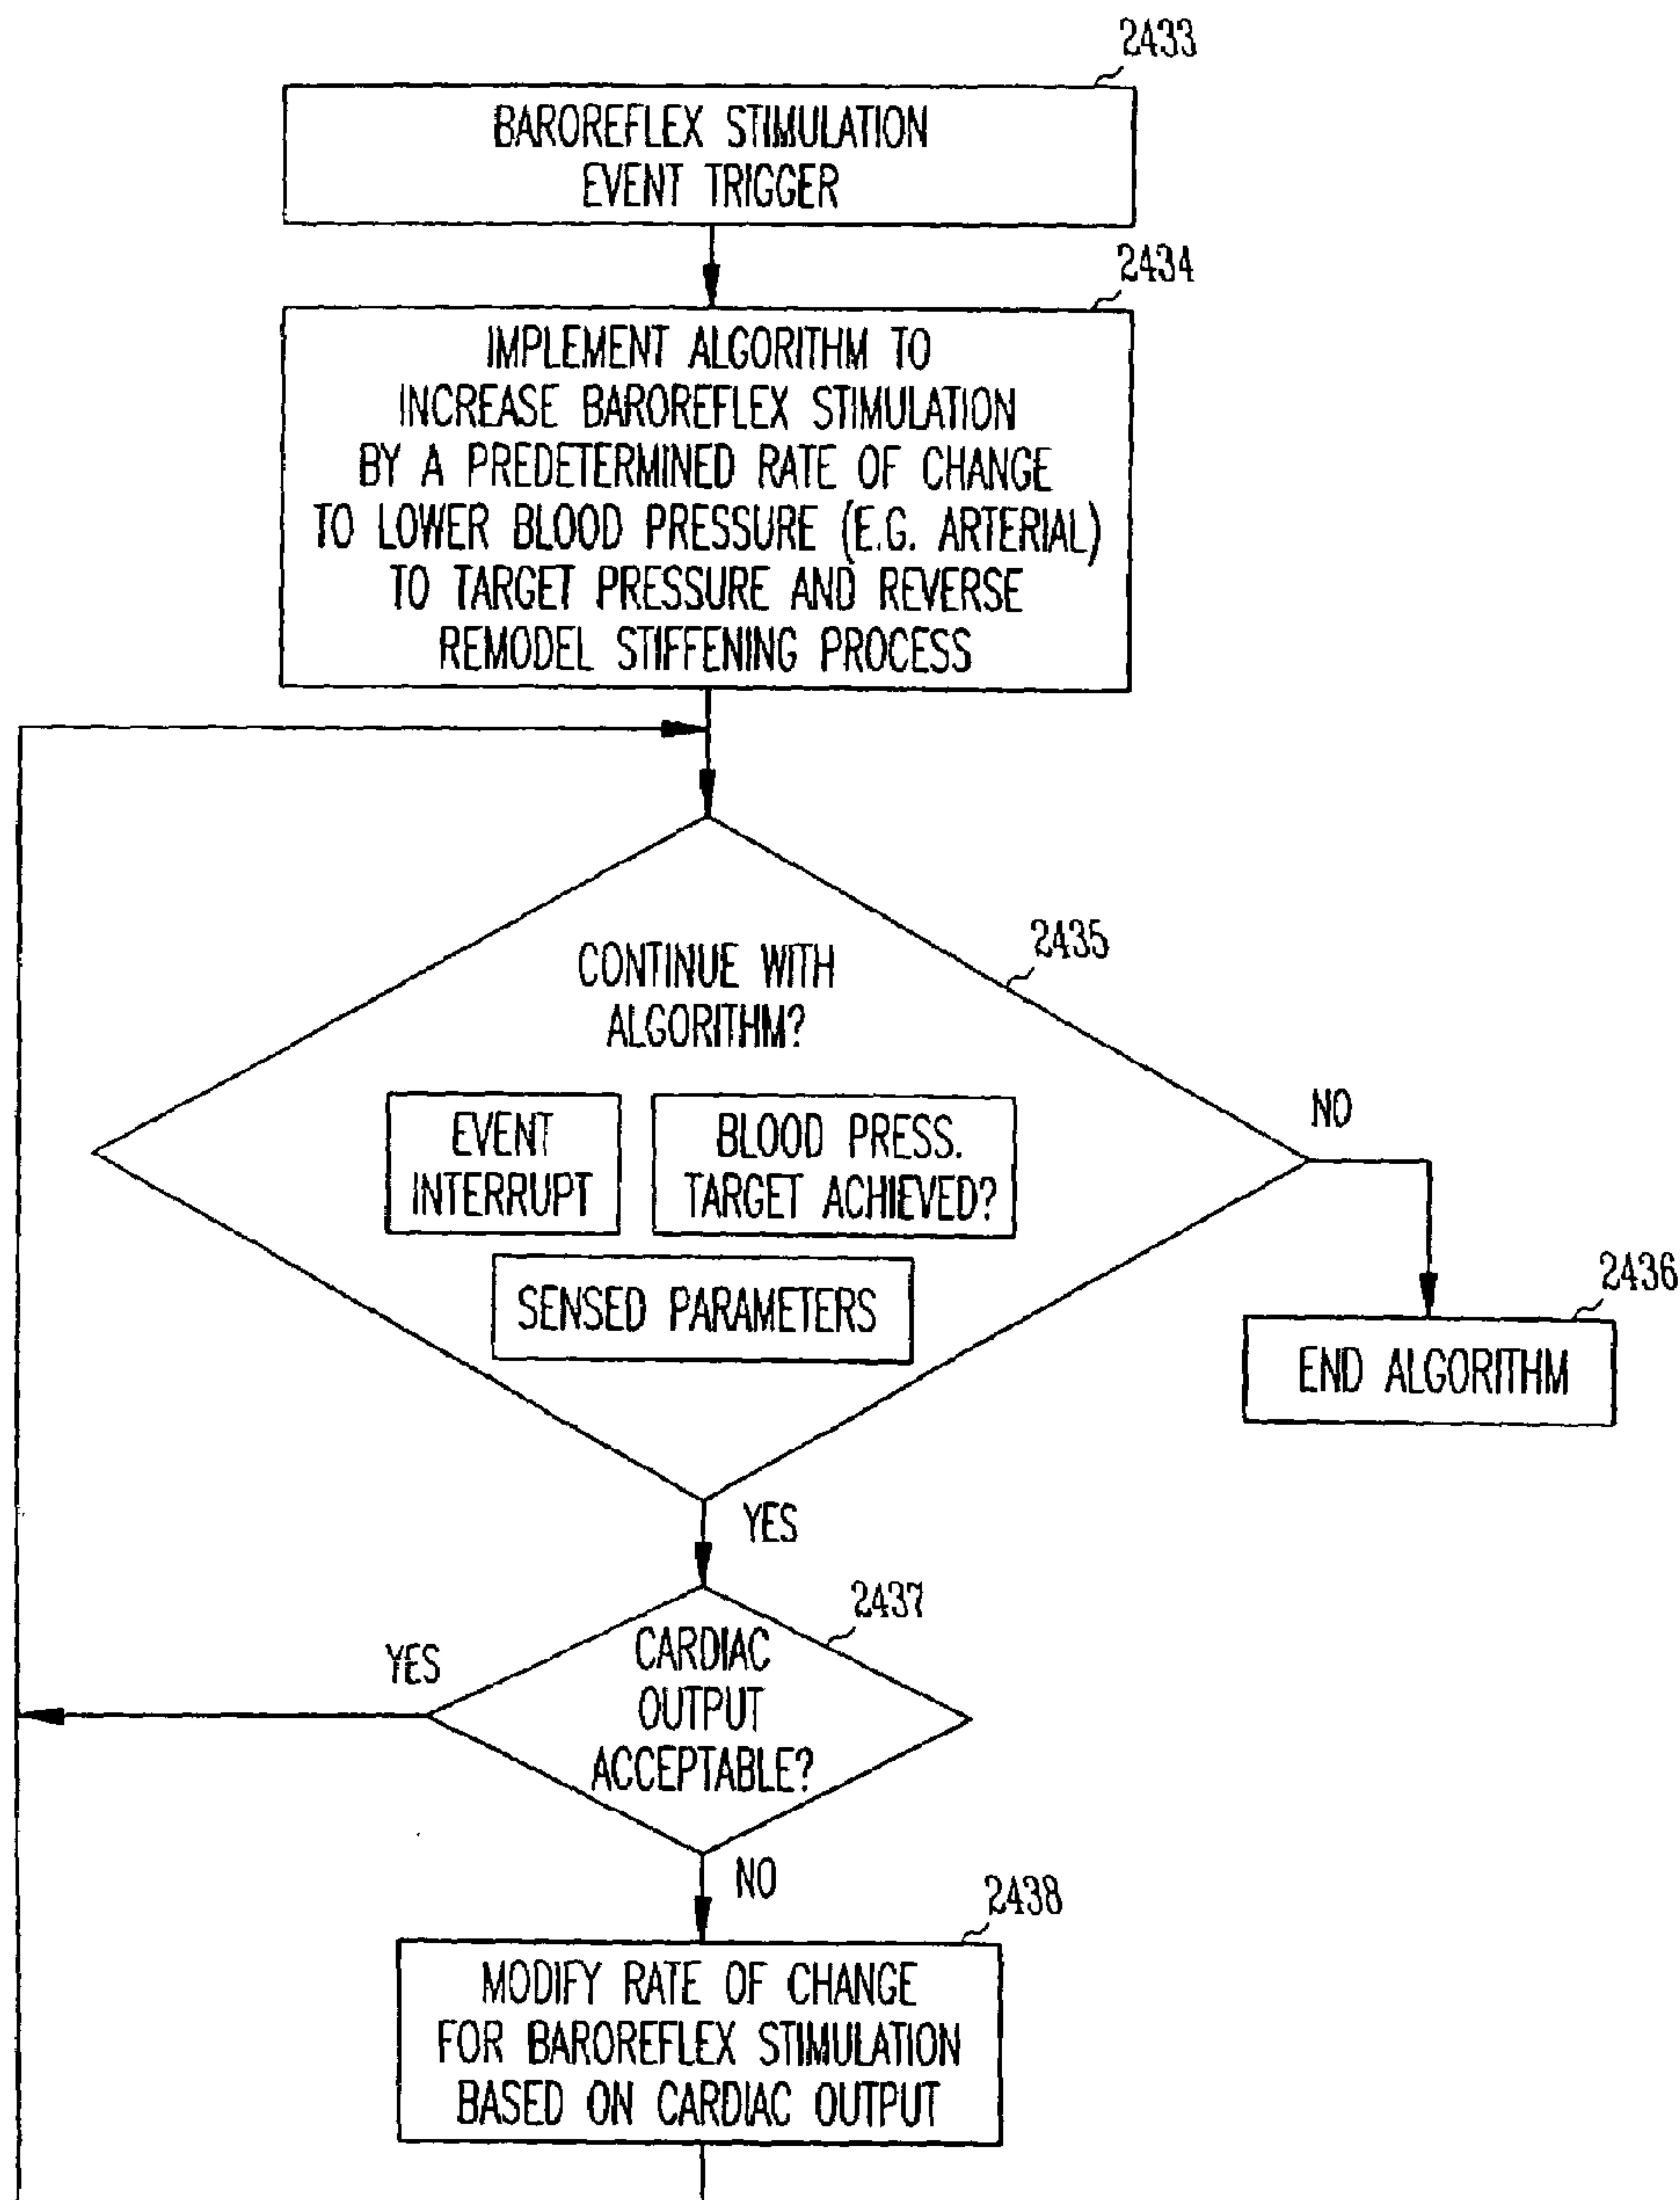 2433
BAROREFLEX STIMULATION
EVENT TRIGGER
2434
IMPLEMENT ALGORITHM TO
INCREASE BAROREFLEX STIMULATION
BY A PREDETERMINED RATE OF CHANGE
TO LOWER BLOOD PRESSURE (E.G. ARTERIAL)
TO TARGET PRESSURE AND REVERSE
REMODEL STIFFENING PROCESS
2435
CONTINUE WITH
ALGORITHM?
EVENT
INTERRUPT
BLOOD PRESS.
TARGET ACHIEVED?
SENSED PARAMETERS
NO
2436
END ALGORITHM
YES
2437
CARDIAC
OUTPUT
ACCEPTABLE?
YES
NO
2438
MODIFY RATE OF CHANGE
FOR BAROREFLEX STIMULATION
BASED ON CARDIAC OUTPUT